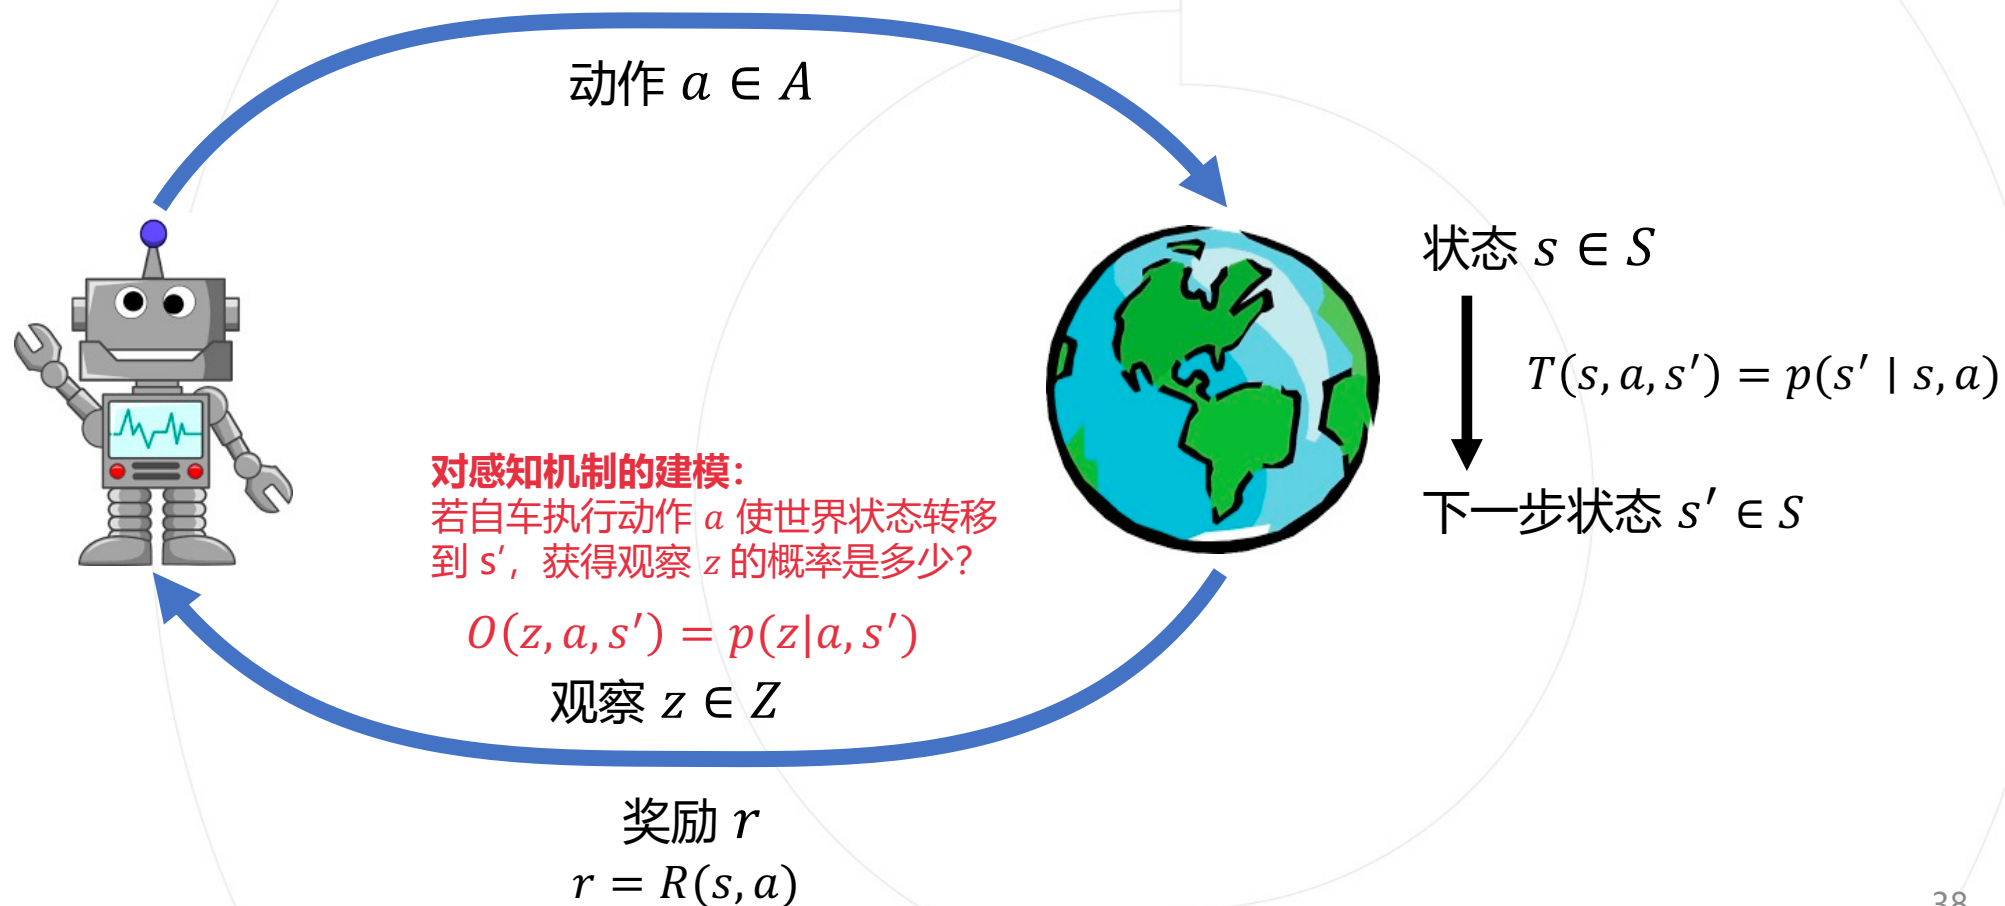 动作 a ∈ A
状态 s ∈ S
T(s, a, s′) = p(s′ ∣ s, a)
对感知机制的建模：
若自车执行动作 a 使世界状态转移
到 s’，获得观察 z 的概率是多少？
下一步状态 s′ ∈ S
O(z, a, s′) = p(z|a, s′)
观察 z ∈ Z
奖励 r
r = R(s, a)
38